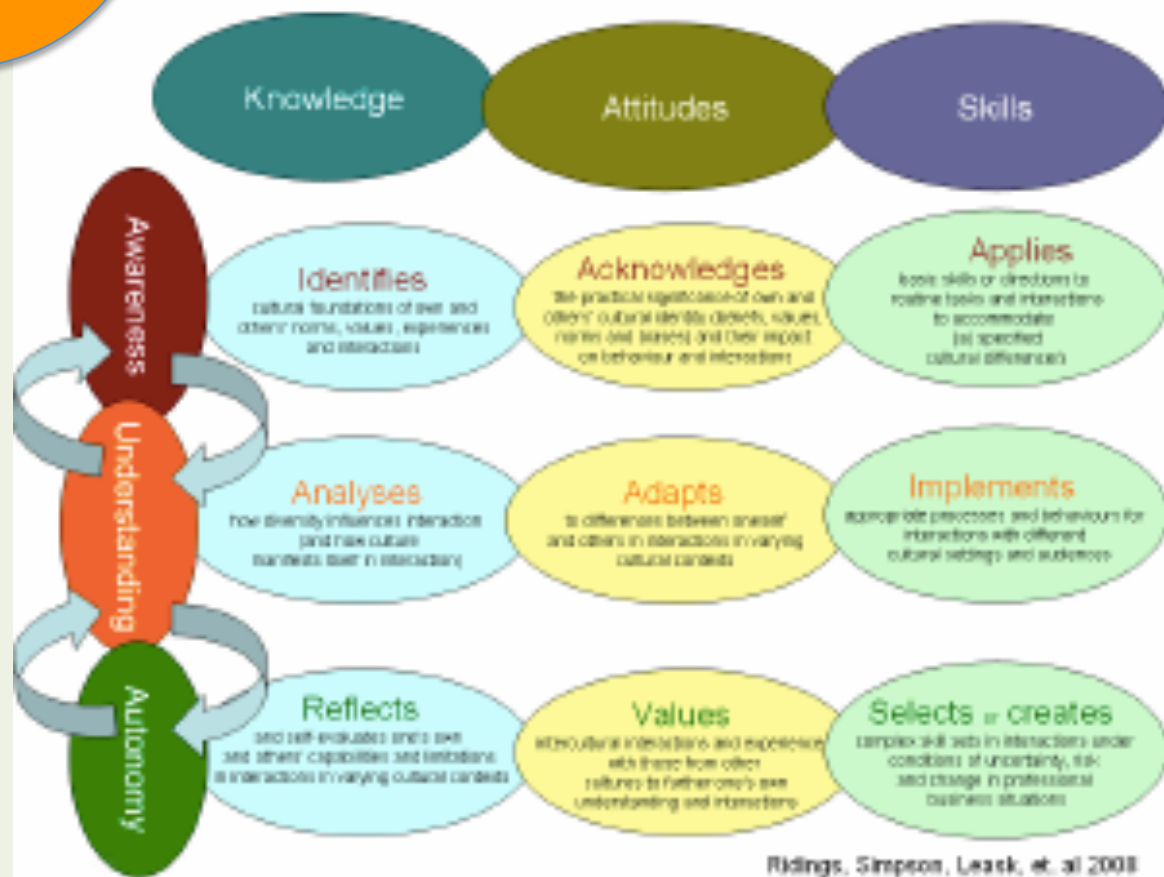 Knowledge
Attitudes
Skills
Awareness
Identifies
cultural foundations of own and
others' norms, values, experiences
and interactions
Acknowledges
the practical significance of own and
others' cultural identity (beliefs, values,
norms and biases) and their impact
on behaviour and interactions
Applies
basic skills or directions to
routine tasks and interactions
to accommodate
(a) specified
cultural difference/s
Understanding
Analyses
how diversity influences interaction
(and how culture
manifests itself in interaction)
Adapts
to differences between oneself
and others in interactions in varying
cultural contexts
Implements
appropriate processes and behaviours for
interactions with different
cultural settings and audiences
Autonomy
Reflects
and self-evaluates one's own
and others' capabilities and limitations
in interactions in varying cultural contexts
Values
intercultural interactions and experience
with those from other
cultures to further one's own
understanding and interactions
Selects or creates
complex skill sets in interactions under
conditions of uncertainty, risk
and change in professional
business situations
Ridings, Simpson, Leask, et. al 2008